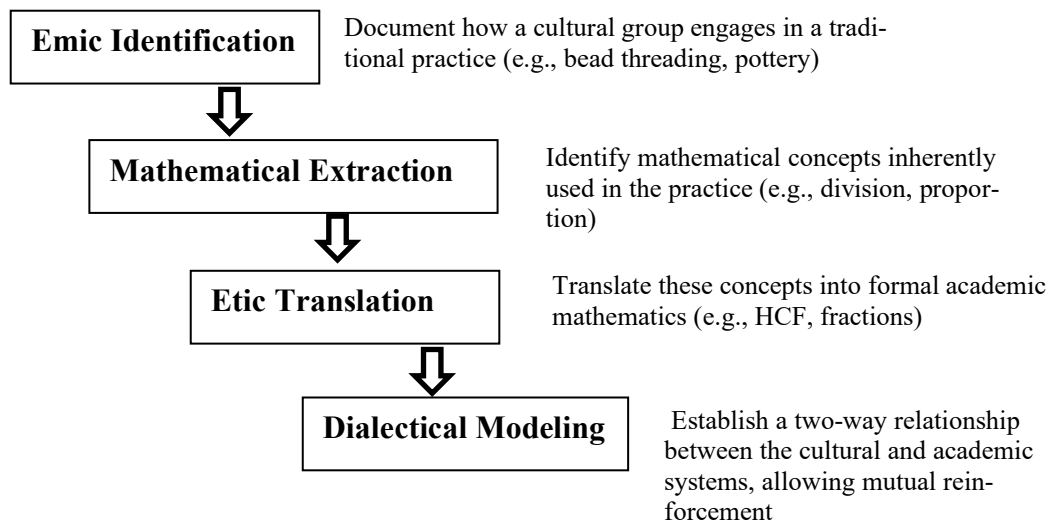 Emic Identification
Document how a cultural group engages in a tradi-
tional practice (e.g., bead threading, pottery)
Mathematical Extraction
Identify mathematical concepts inherently
used in the practice (e.g., division, propor-
tion)
Etic Translation
Translate these concepts into formal academic
mathematics (e.g., HCF, fractions)
Dialectical Modeling
Establish a two-way relationship
between the cultural and academic
systems, allowing mutual rein-
forcement